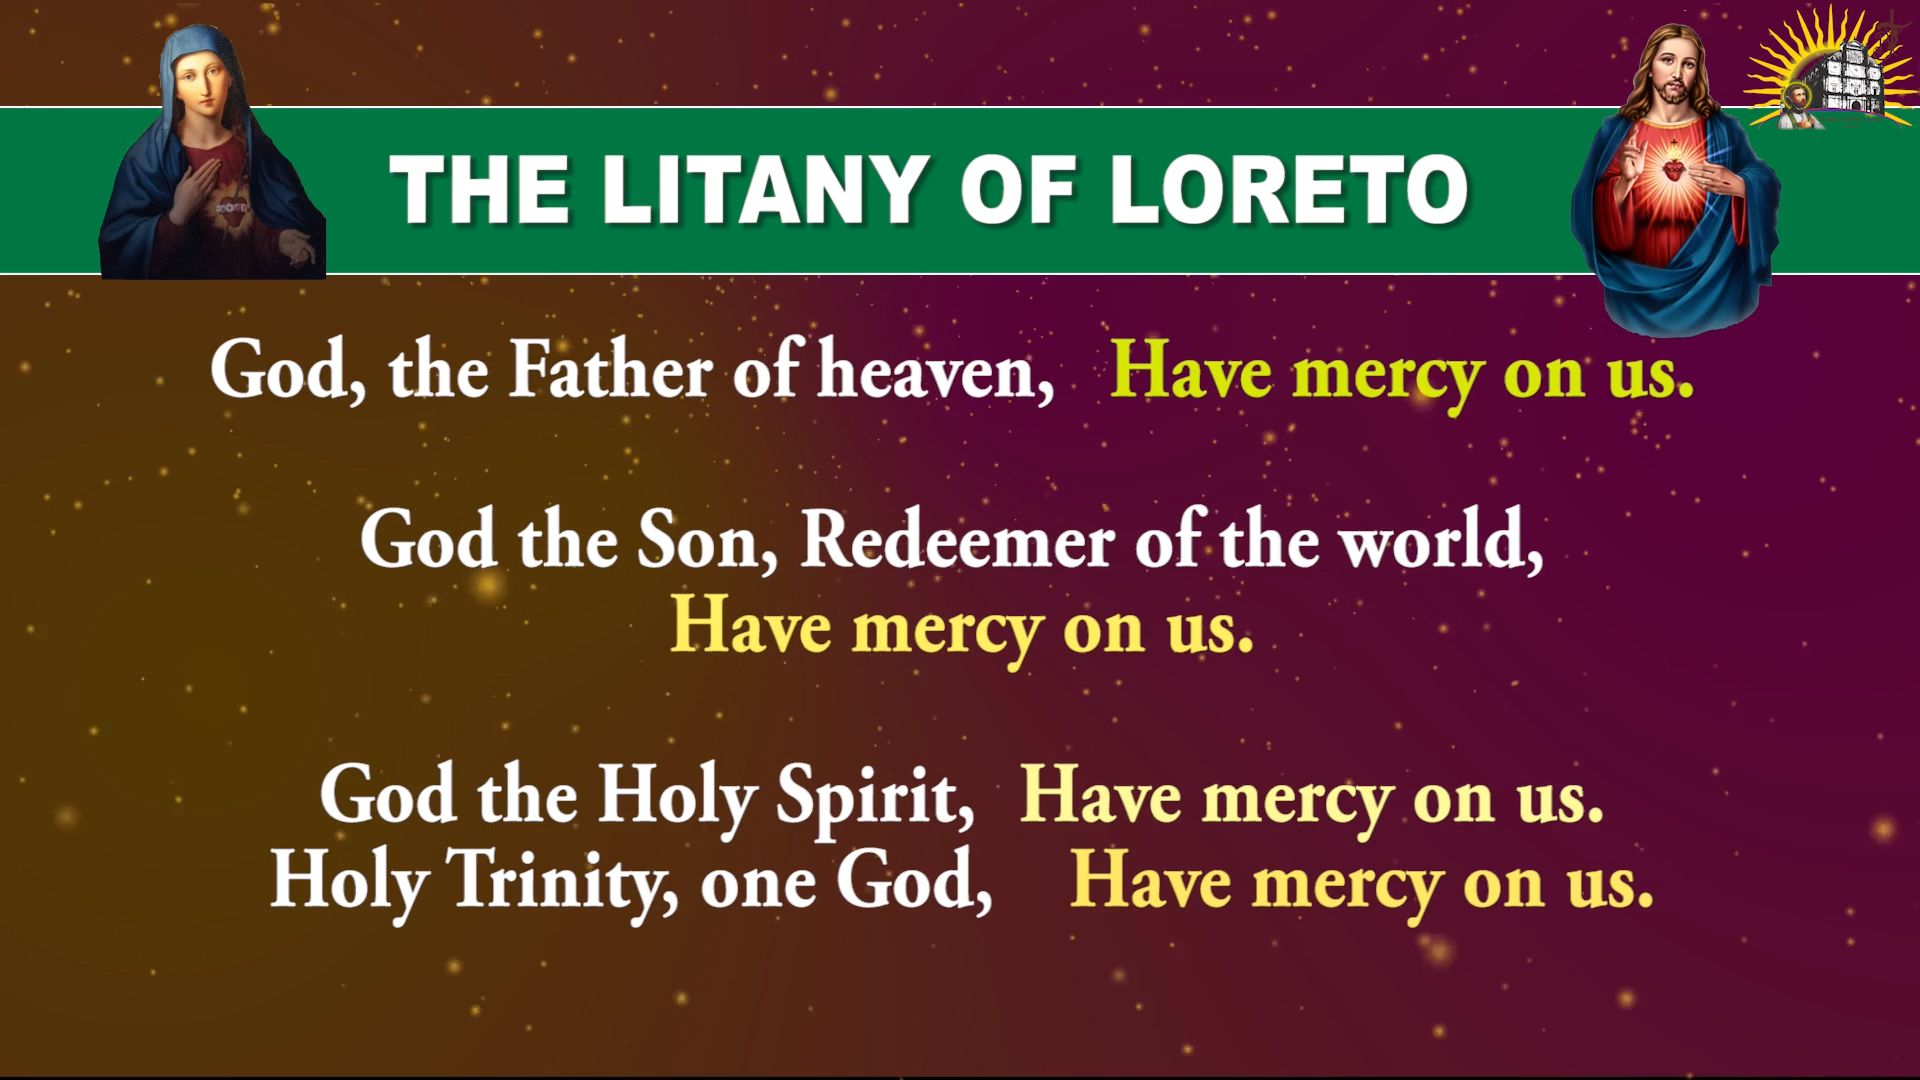 THE LITANY OF LORETO
God, the Father of heaven, Have mercy on us.
God the Son, Redeemer of the world,
Have mercy on us.
God the Holy Spirit, Have mercy on us.
Holy Trinity, one God, Have mercy on us.